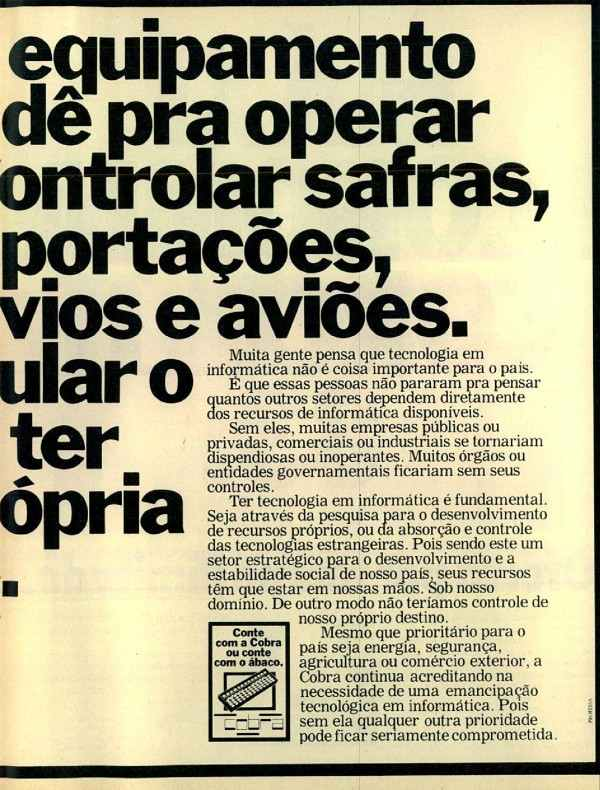 equipamento
dê pra operar
ontrolar safras,
portações,
vios e aviões.
ular o
ter
ópria
.
Muita gente pensa que tecnologia em
informática não é coisa importante para o país.
É que essas pessoas não pararam pra pensar
quantos outros setores dependem diretamente
dos recursos de informática disponíveis.
Sem eles, muitas empresas públicas ou
privadas, comerciais ou industriais se tornariam
dispendiosas ou inoperantes. Muitos órgãos ou
entidades governamentais ficariam sem seus
controles.
Ter tecnologia em informática é fundamental.
Seja através da pesquisa para o desenvolvimento
de recursos próprios, ou da absorção e controle
das tecnologias estrangeiras. Pois sendo este um
setor estratégico para o desenvolvimento e a
estabilidade social de nosso país, seus recursos
têm que estar em nossas mãos. Sob nosso
domínio. De outro modo não teríamos controle de
nosso próprio destino.
Mesmo que prioritário para o
país seja energia, segurança,
agricultura ou comércio exterior, a
Cobra continua acreditando na
necessidade de uma emancipação
tecnológica em informática. Pois
sem ela qualquer outra prioridade
pode ficar seriamente comprometida.
Conte
com a Cobra
ou conte
com o ábaco.